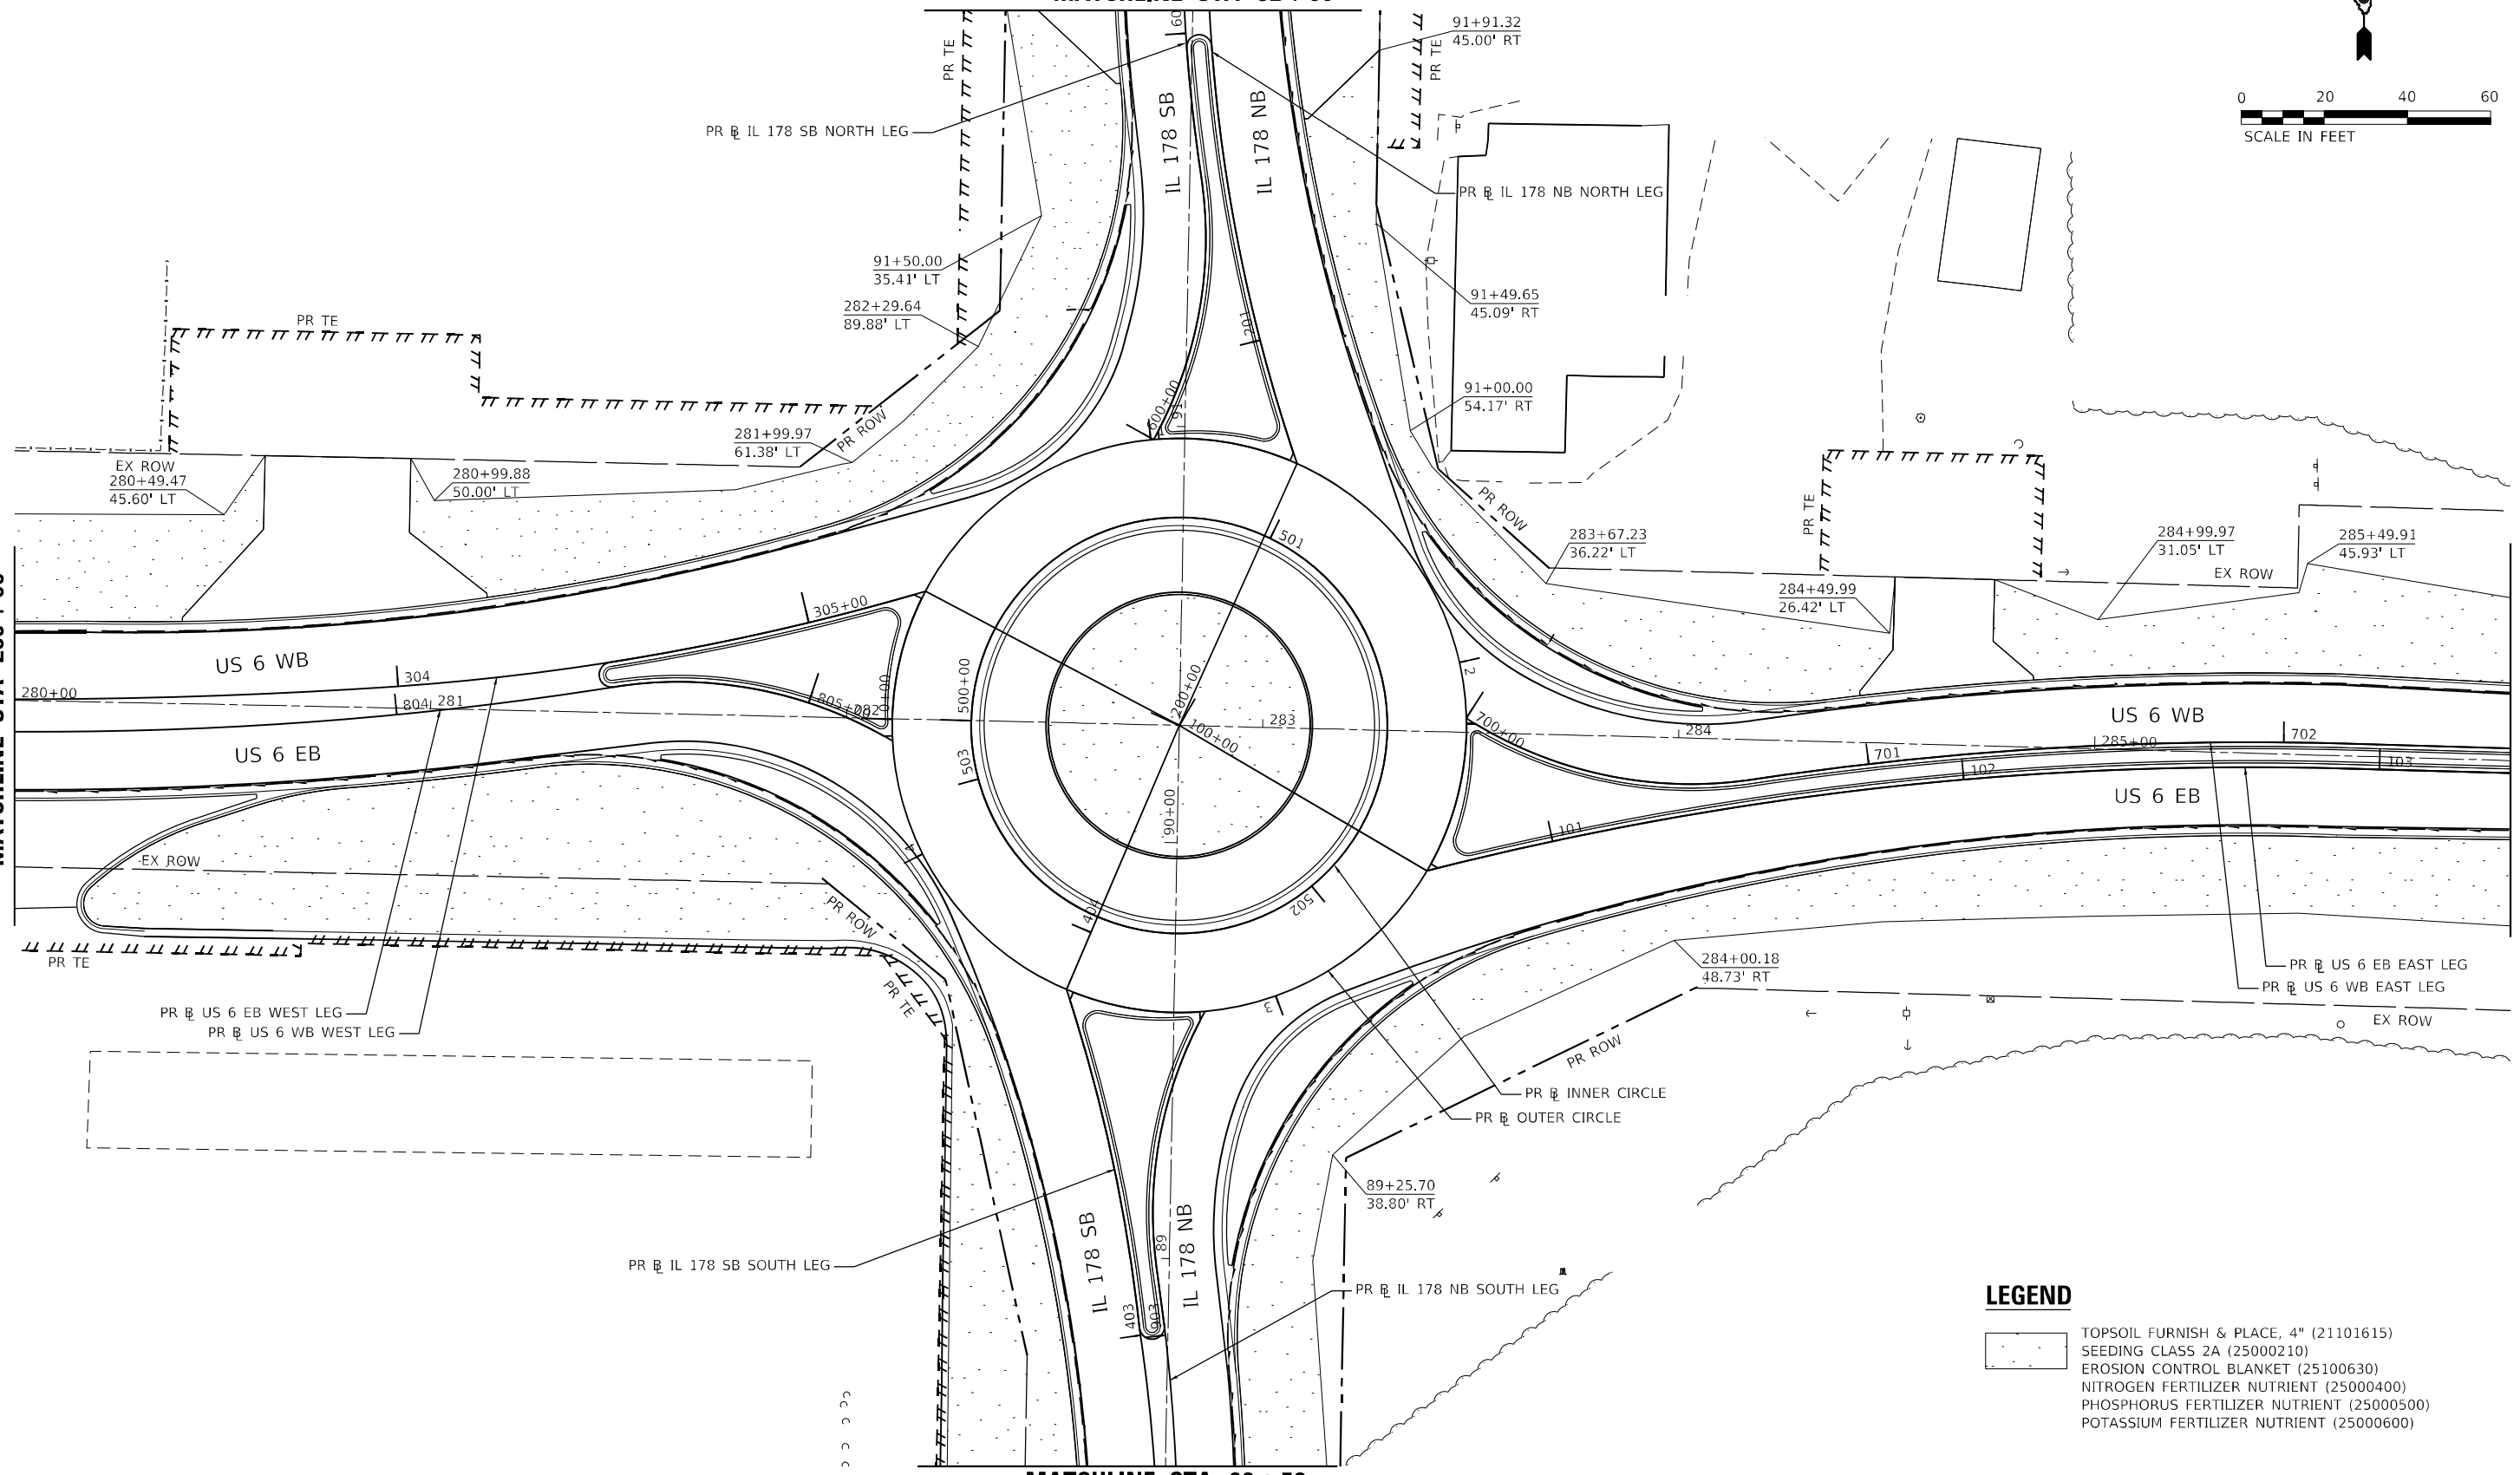 91+91.32
45.00' RT
PR TE
PR TE
60
0 20 40 60
SCALE IN FEET
PR ℄ IL 178 SB NORTH LEG
IL 178 SB
IL 178 NB
PR ℄ IL 178 NB NORTH LEG
91+50.00
35.41' LT
282+29.64
89.88' LT
91+49.65
45.09' RT
201
PR TE
91+00.00
54.17' RT
600+00
91
281+99.97
61.38' LT
PR ROW
EX ROW
280+49.47
45.60' LT
280+99.88
50.00' LT
PR ROW
PR TE
283+67.23
36.22' LT
284+99.97
31.05' LT
285+49.91
45.93' LT
EX ROW
284+49.99
26.42' LT
501
305+00
US 6 WB
304
280+00
804
281
805+00
282
500+00
200+00
100+00
283
2
700+00
284
701
US 6 WB
285+00
702
102
103
US 6 EB
503
L90+00
101
US 6 EB
EX ROW
4
PR ROW
404
502
PR TE
PR TE
3
284+00.18
48.73' RT
PR ℄ US 6 EB EAST LEG
PR ℄ US 6 WB EAST LEG
EX ROW
PR ℄ US 6 EB WEST LEG
PR ℄ US 6 WB WEST LEG
PR ROW
PR ℄ INNER CIRCLE
PR ℄ OUTER CIRCLE
89+25.70
38.80' RT
IL 178 SB
89
IL 178 NB
PR ℄ IL 178 SB SOUTH LEG
PR ℄ IL 178 NB SOUTH LEG
403
903
LEGEND
TOPSOIL FURNISH & PLACE, 4" (21101615)
SEEDING CLASS 2A (25000210)
EROSION CONTROL BLANKET (25100630)
NITROGEN FERTILIZER NUTRIENT (25000400)
PHOSPHORUS FERTILIZER NUTRIENT (25000500)
POTASSIUM FERTILIZER NUTRIENT (25000600)